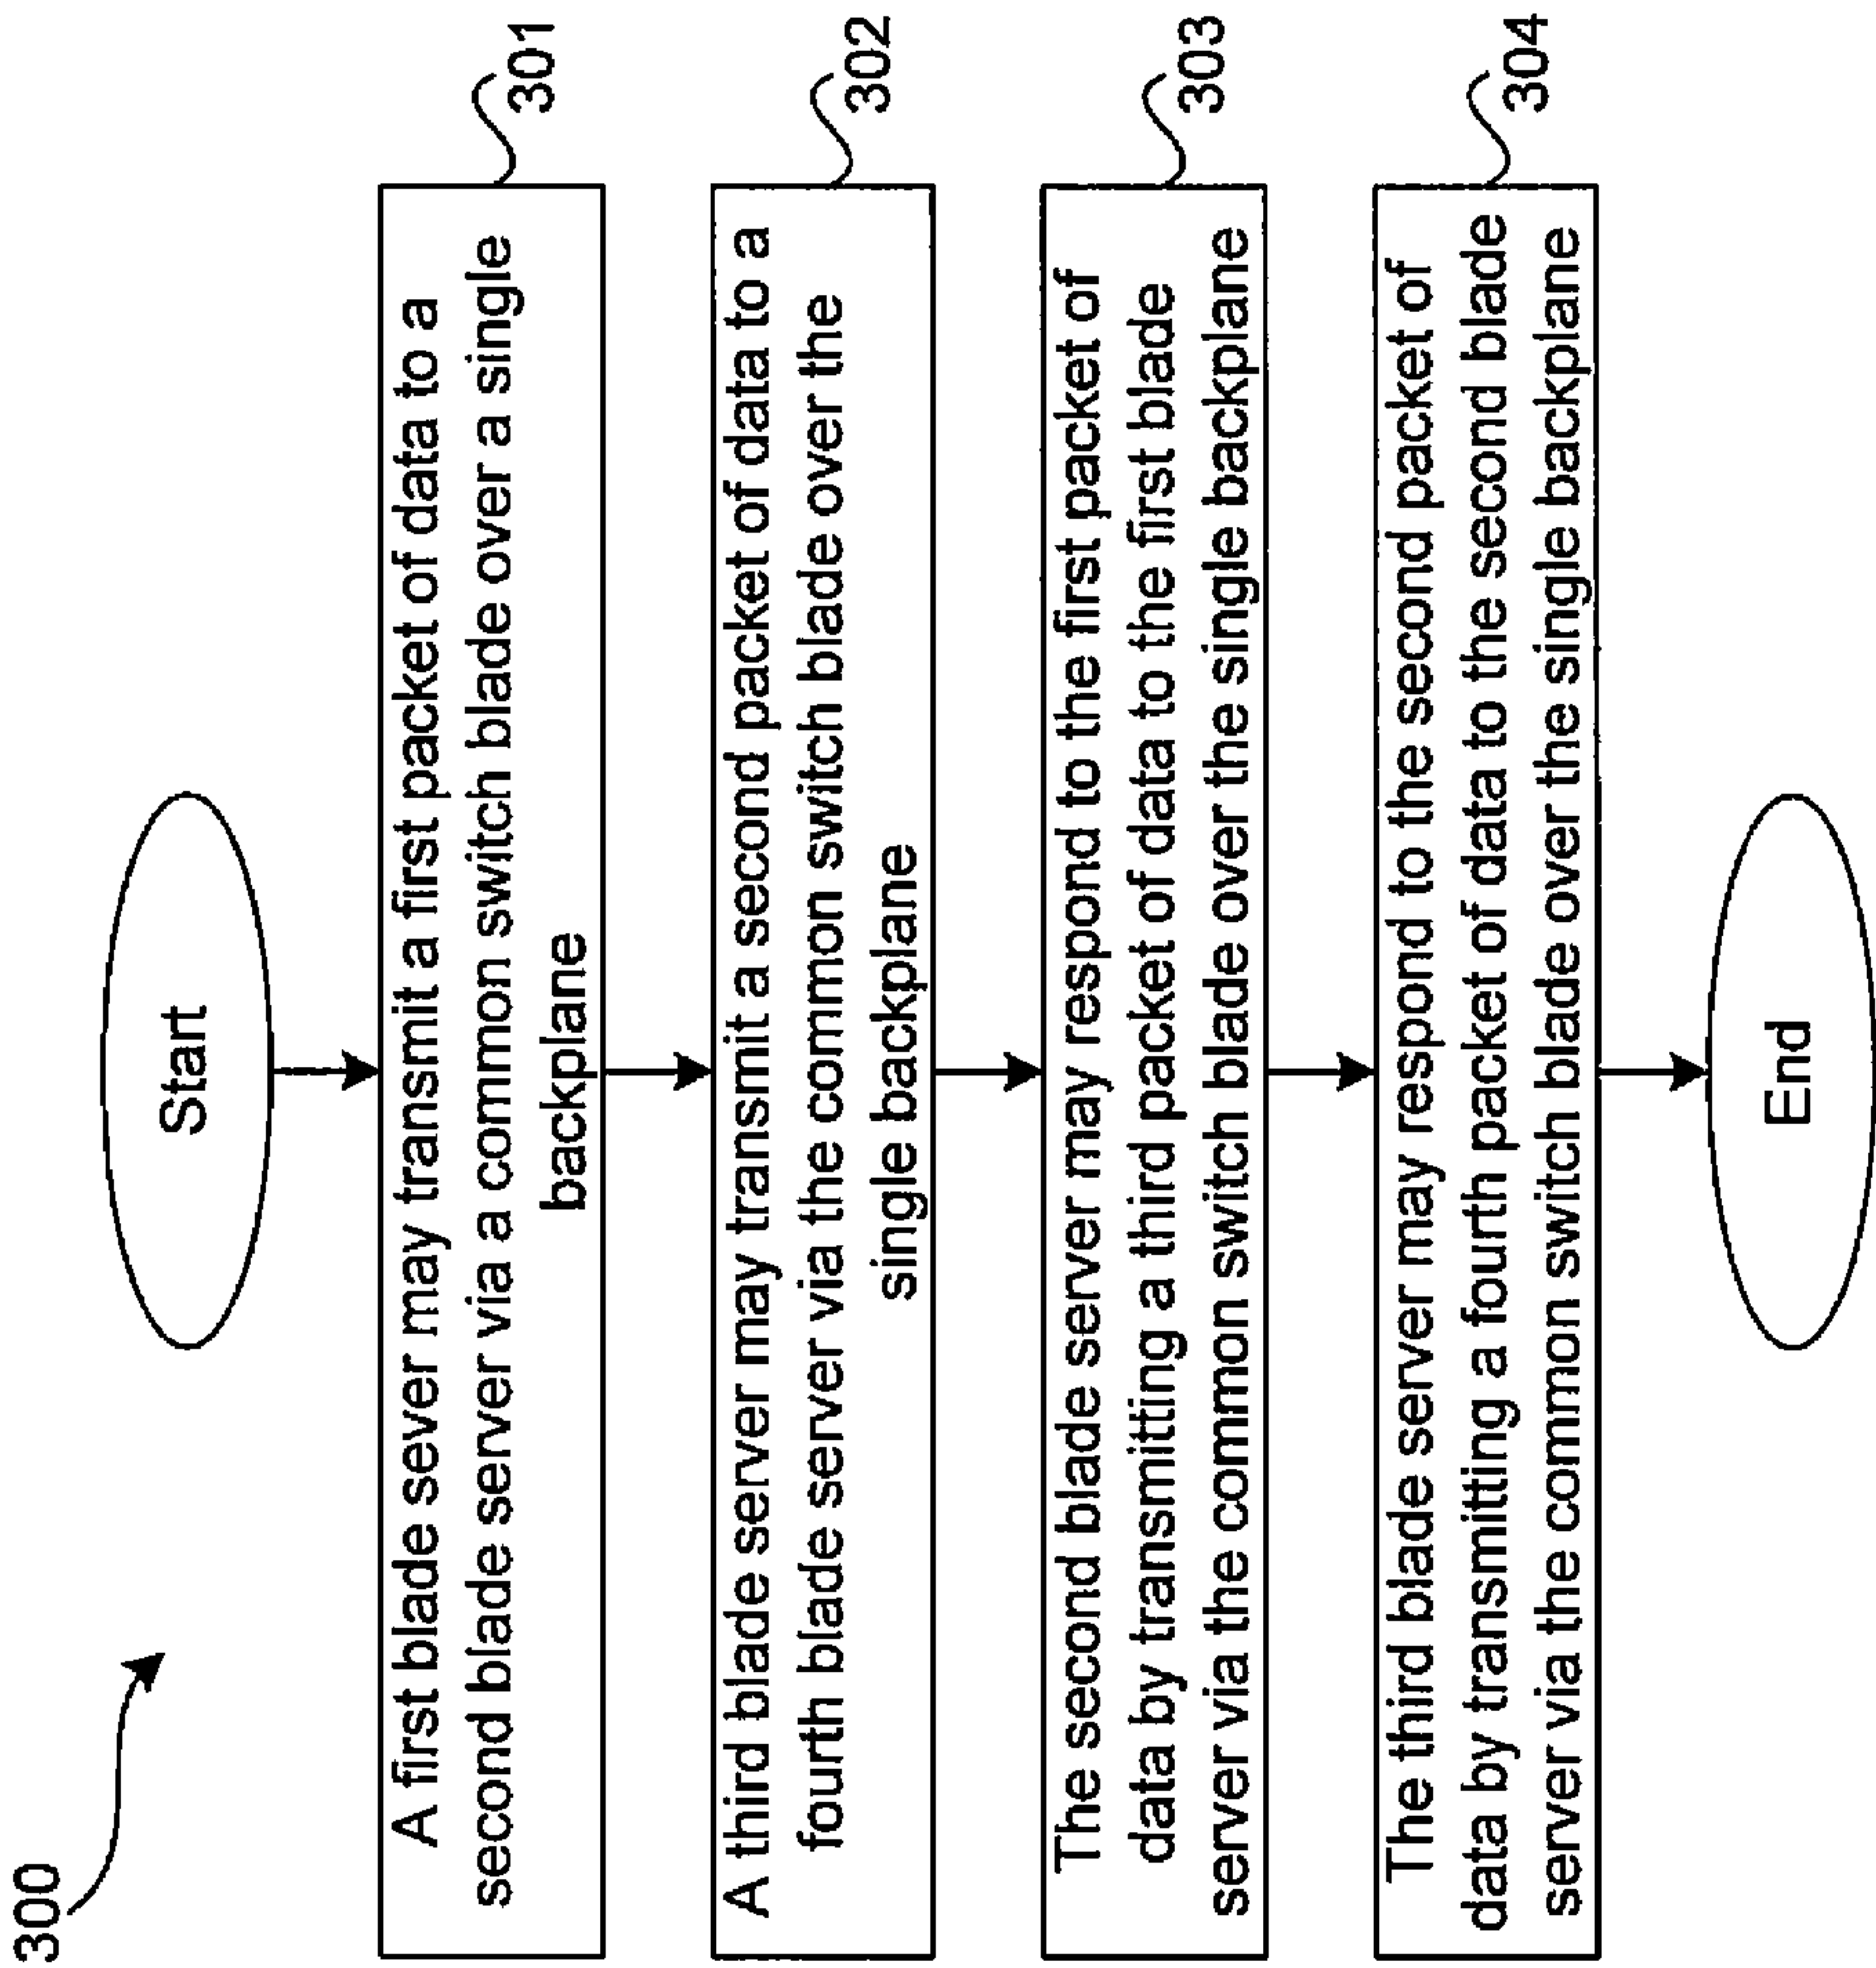 300
Start
A first blade sever may transmit a first packet of data to a
second blade server via a common switch blade over a single
backplane
301
A third blade server may transmit a second packet of data to a
fourth blade server via the common switch blade over the
single backplane
302
The second blade server may respond to the first packet of
data by transmitting a third packet of data to the first blade
server via the common switch blade over the single backplane
303
The third blade server may respond to the second packet of
data by transmitting a fourth packet of data to the second blade
server via the common switch blade over the single backplane
304
End